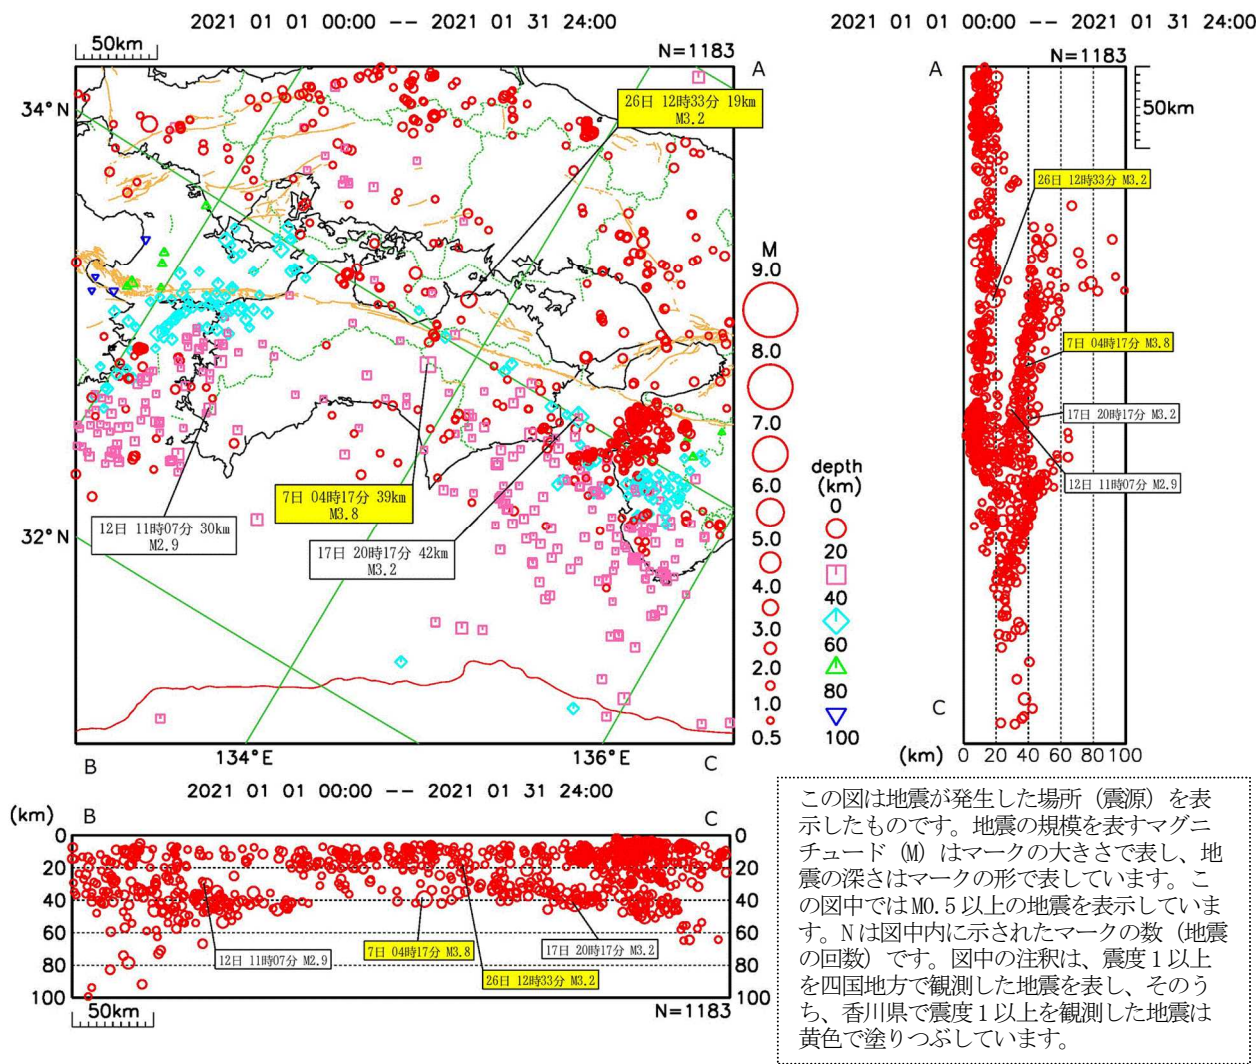 2021 01 01 00:00 -- 2021 01 31 24:00
50km
N=1183
A
34°N
26日 12時33分 19km
M3.2
M
9.0
8.0
7.0
6.0
5.0
4.0
3.0
2.0
1.0
0.5
depth
(km)
0
20
40
60
80
100
7日 04時17分 39km
M3.8
12日 11時07分 30km
M2.9
17日 20時17分 42km
M3.2
32°N
134°E
136°E
B
C
2021 01 01 00:00 -- 2021 01 31 24:00
N=1183
A
50km
26日 12時33分 M3.2
7日 04時17分 M3.8
17日 20時17分 M3.2
12日 11時07分 M2.9
C
(km)
0 20 40 60 80 100
2021 01 01 00:00 -- 2021 01 31 24:00
(km)
B
C
0
20
40
60
80
100
0
20
40
60
80
100
12日 11時07分 M2.9
7日 04時17分 M3.8
17日 20時17分 M3.2
26日 12時33分 M3.2
50km
N=1183
この図は地震が発生した場所（震源）を表
示したものです。地震の規模を表すマグニ
チュード（M）はマークの大きさで表し、地
震の深さはマークの形で表しています。こ
の図中ではM0.5以上の地震を表示していま
す。Nは図中内に示されたマークの数（地震
の回数）です。図中の注釈は、震度１以上
を四国地方で観測した地震を表し、そのう
ち、香川県で震度１以上を観測した地震は
黄色で塗りつぶしています。